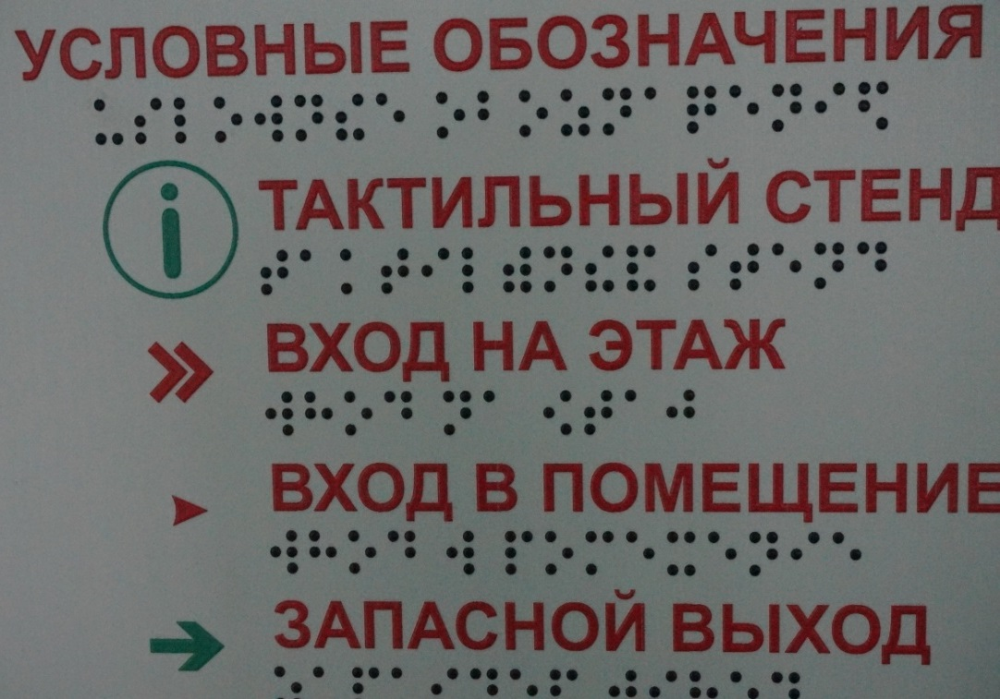 УСЛОВНЫЕ ОБОЗНАЧЕНИЯ
ТАКТИЛЬНЫЙ СТЕНД
ВХОД НА ЭТАЖ
ВХОД В ПОМЕЩЕНИЕ
ЗАПАСНОЙ ВЫХОД